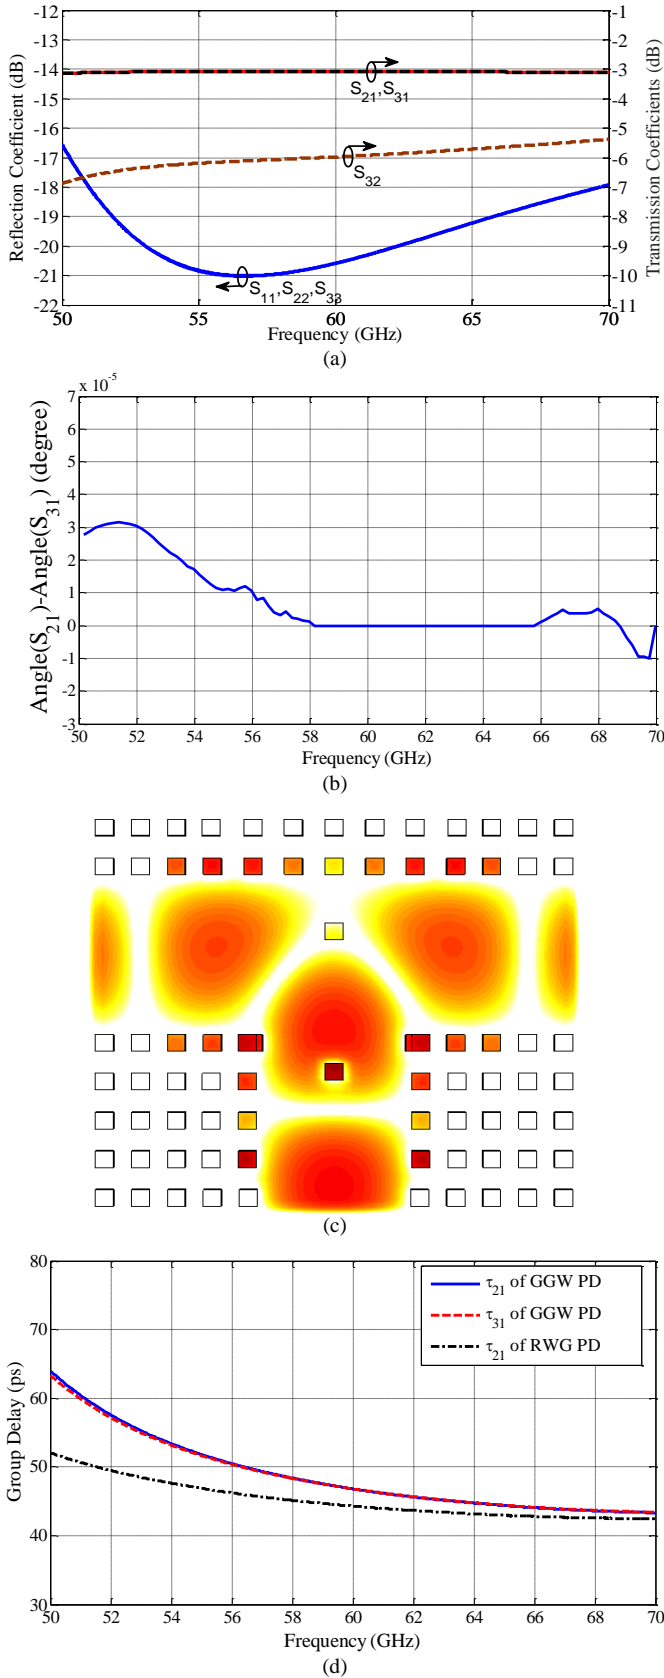 -12
-13
-14
-15
-16
-17
-18
-19
-20
-21
-22
Reflection Coefficient (dB)
-1
-2
-3
-4
-5
-6
-7
-8
-9
-10
-11
Transmission Coefficients (dB)
S21,S31
S32
S11,S22,S33
50 55 60 65 70
Frequency (GHz)
(a)
x 10-5
7
6
5
4
3
2
1
0
-1
-2
-3
Angle(S21)-Angle(S31) (degree)
50 52 54 56 58 60 62 64 66 68 70
Frequency (GHz)
(b)
(c)
80
70
60
50
40
30
Group Delay (ps)
τ21 of GGW PD
τ31 of GGW PD
τ21 of RWG PD
50 52 54 56 58 60 62 64 66 68 70
Frequency (GHz)
(d)